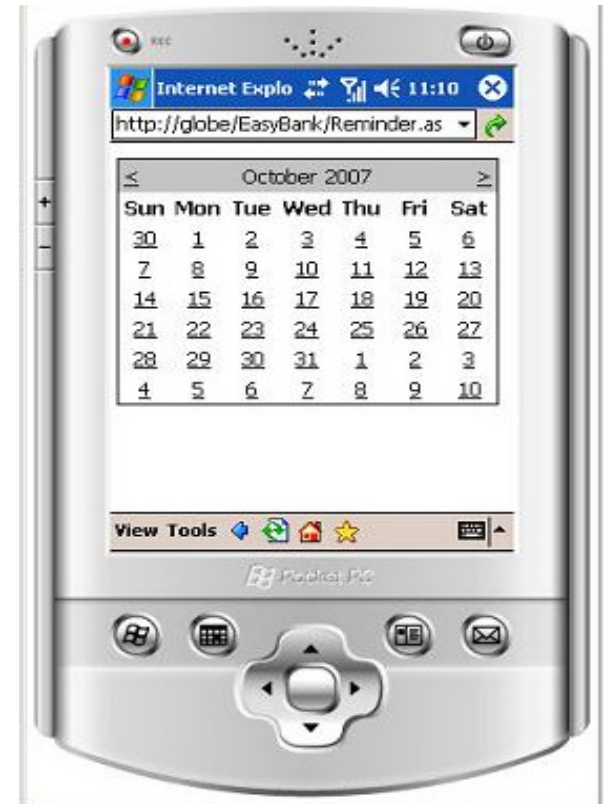 REC
Internet Explo 11:10
http://globe/EasyBank/Reminder.as
< October 2007 >
Sun Mon Tue Wed Thu Fri Sat
30 1 2 3 4 5 6
7 8 9 10 11 12 13
14 15 16 17 18 19 20
21 22 23 24 25 26 27
28 29 30 31 1 2 3
4 5 6 7 8 9 10
View Tools
Pocket PC
+
-